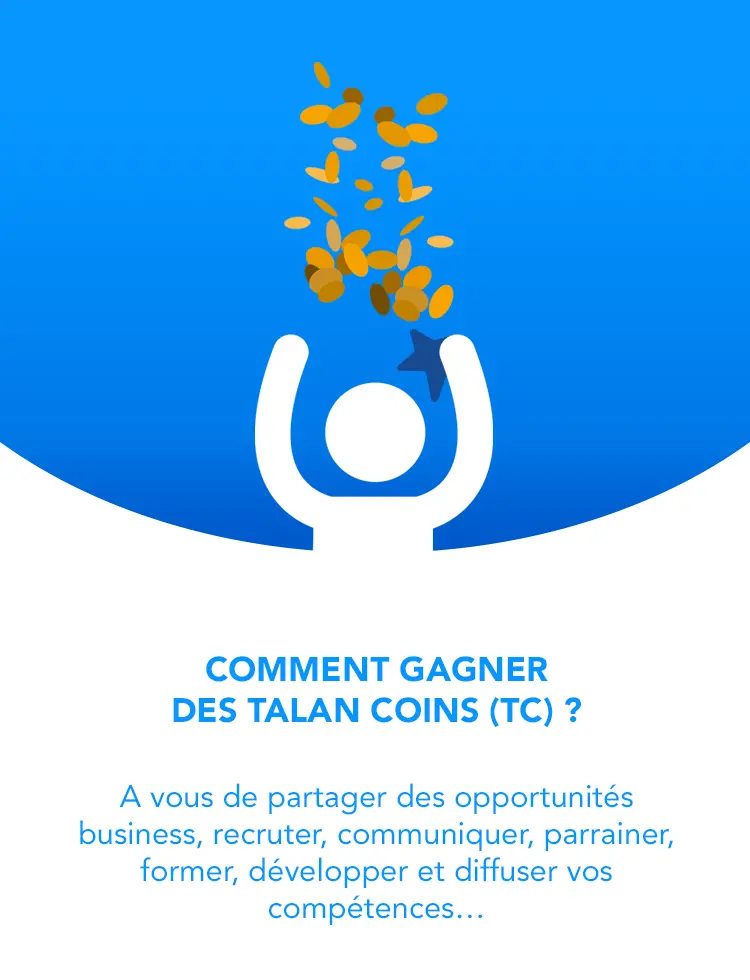 COMMENT GAGNER
DES TALAN COINS (TC) ?
A vous de partager des opportunités
business, recruter, communiquer, parrainer,
former, développer et diffuser vos
compétences…